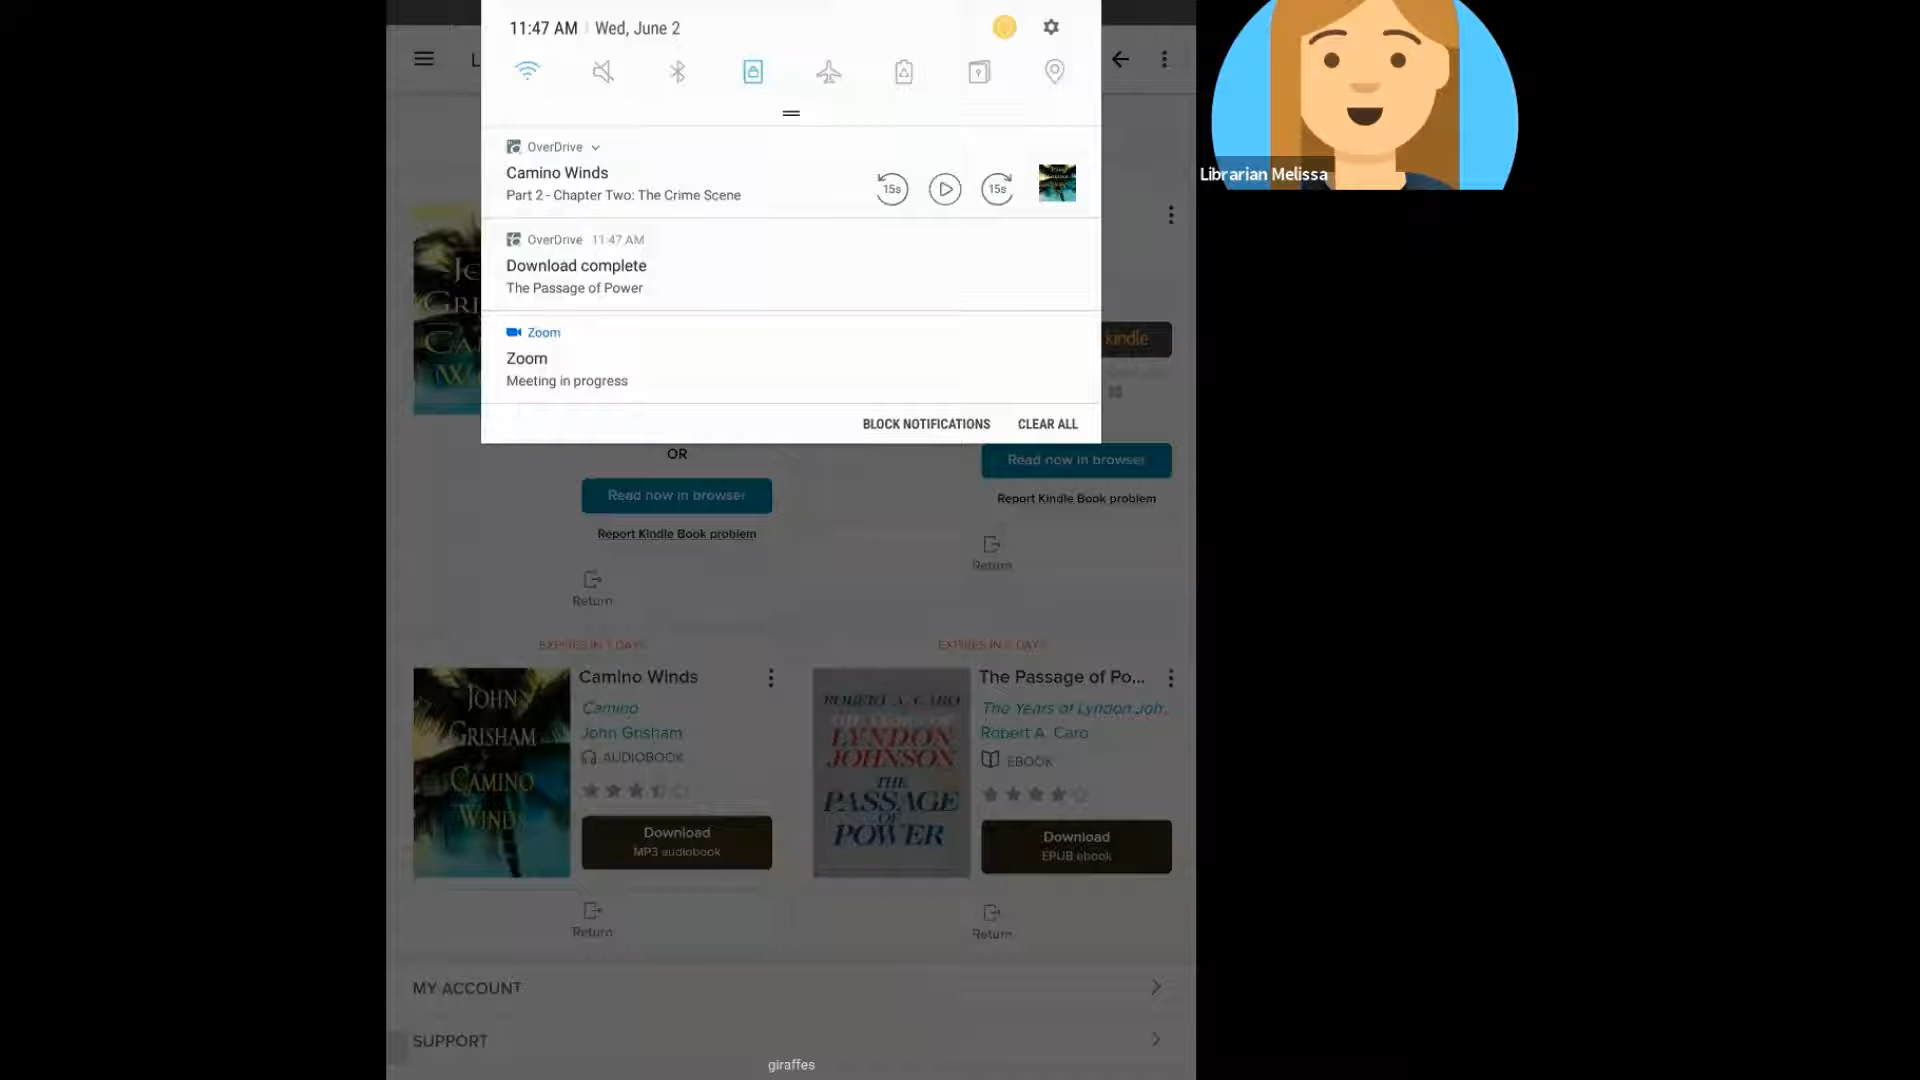 11:47 AM Wed, June 2
OverDrive
Camino Winds
Part 2 - Chapter Two: The Crime Scene
15s
15s
OverDrive 11:47 AM
Download complete
The Passage of Power
Zoom
Zoom
Meeting in progress
BLOCK NOTIFICATIONS CLEAR ALL
Librarian Melissa
L
kindle
OR
Read now in browser
Report Kindle Book problem
Return
Read now in browser
Report Kindle Book problem
Return
JOHN
GRISHAM
CAMINO
WINDS
Camino Winds
Camino
John Grisham
AUDIOBOOK
Download
MP3 audiobook
Return
ROBERT A. CARO
THE YEARS OF
LYNDON
JOHNSON
THE
PASSAGE
OF
POWER
The Passage of Po...
The Years of Lyndon Joh...
Robert A. Caro
EBOOK
Download
EPUB ebook
Return
MY ACCOUNT
SUPPORT
giraffes